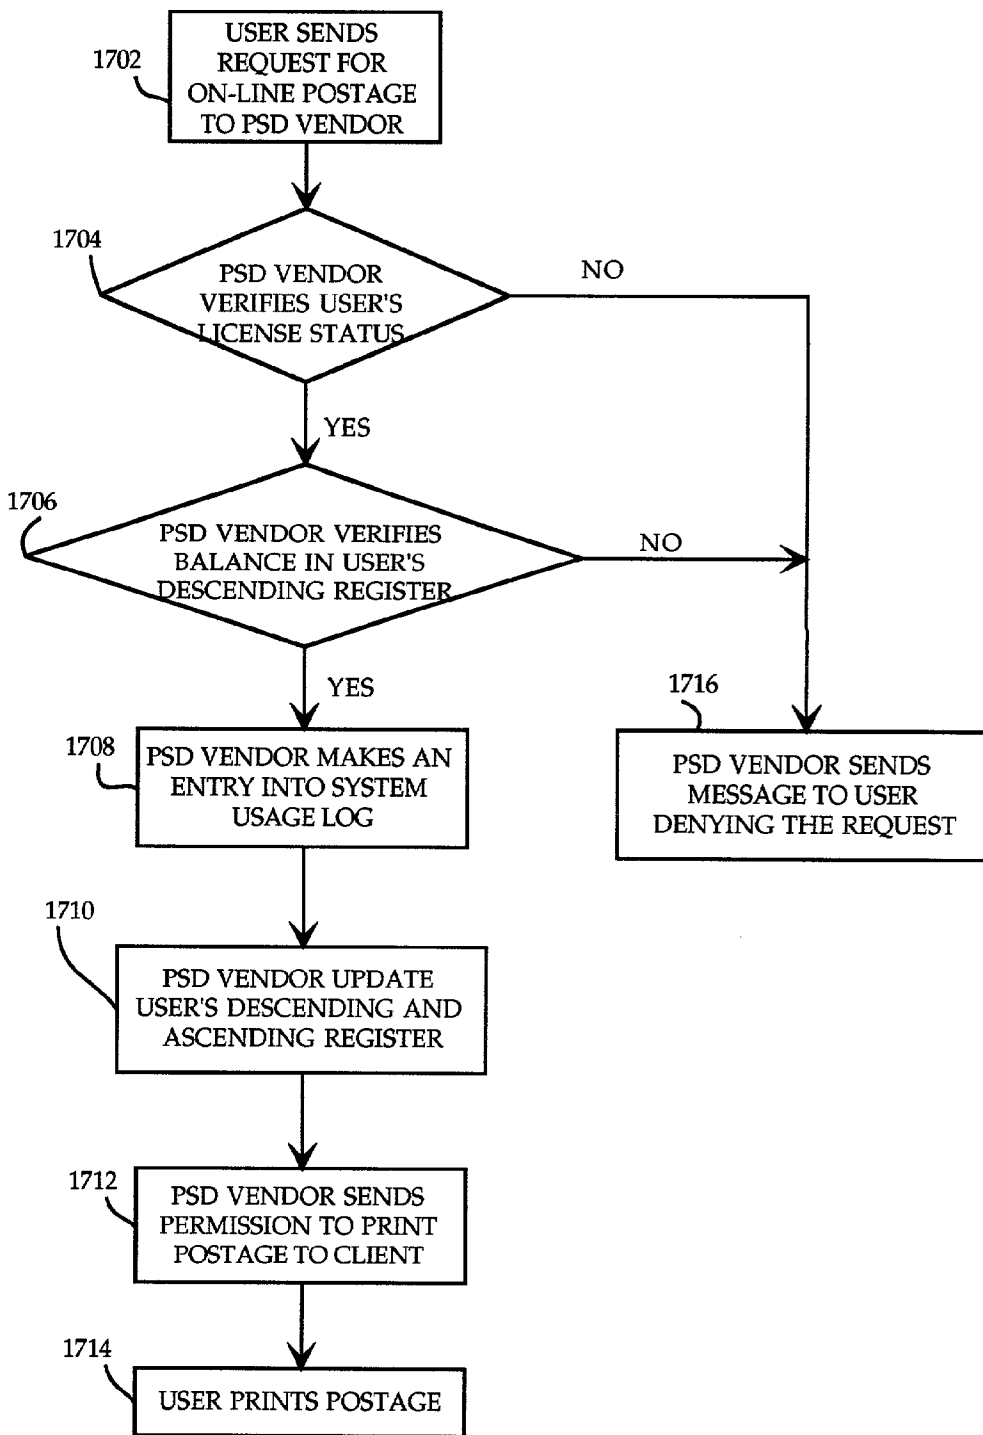 1702
USER SENDS
REQUEST FOR
ON-LINE POSTAGE
TO PSD VENDOR
1704
PSD VENDOR
VERIFIES USER'S
LICENSE STATUS
NO
YES
1706
PSD VENDOR VERIFIES
BALANCE IN USER'S
DESCENDING REGISTER
NO
YES
1708
PSD VENDOR MAKES AN
ENTRY INTO SYSTEM
USAGE LOG
1716
PSD VENDOR SENDS
MESSAGE TO USER
DENYING THE REQUEST
1710
PSD VENDOR UPDATE
USER'S DESCENDING AND
ASCENDING REGISTER
1712
PSD VENDOR SENDS
PERMISSION TO PRINT
POSTAGE TO CLIENT
1714
USER PRINTS POSTAGE